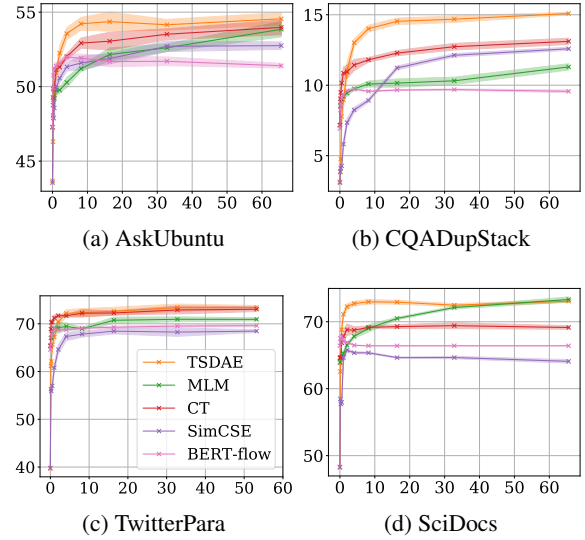 55
50
45
0 10 20 30 40 50 60
(a) AskUbuntu
15
10
5
0 10 20 30 40 50 60
(b) CQADupStack
70
60
50
40
0 10 20 30 40 50 60
TSDAE
MLM
CT
SimCSE
BERT-flow
(c) TwitterPara
70
60
50
0 10 20 30 40 50 60
(d) SciDocs